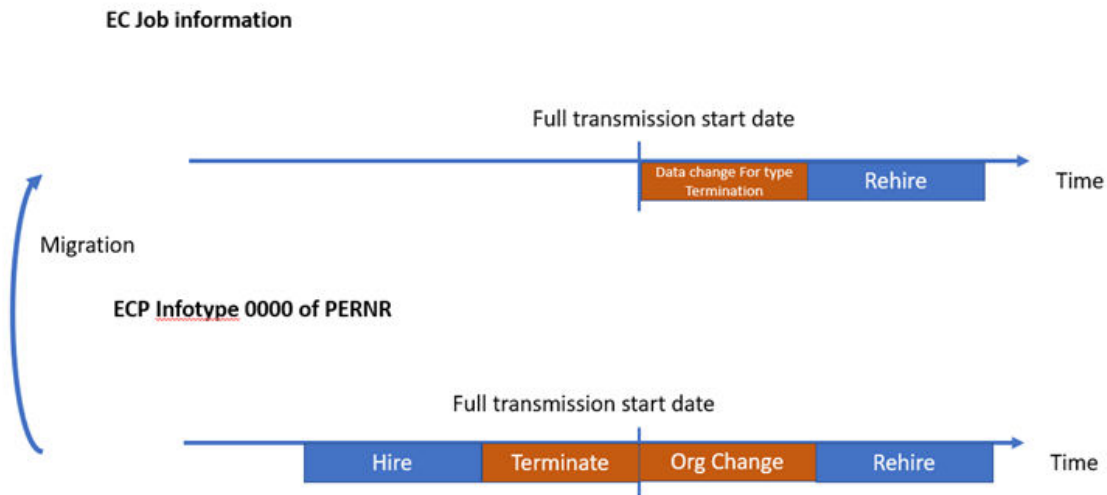 EC Job information
Full transmission start date
Data change For type
Termination
Rehire
Time
Migration
ECP Infotype 0000 of PERNR
Full transmission start date
Hire
Terminate
Org Change
Rehire
Time